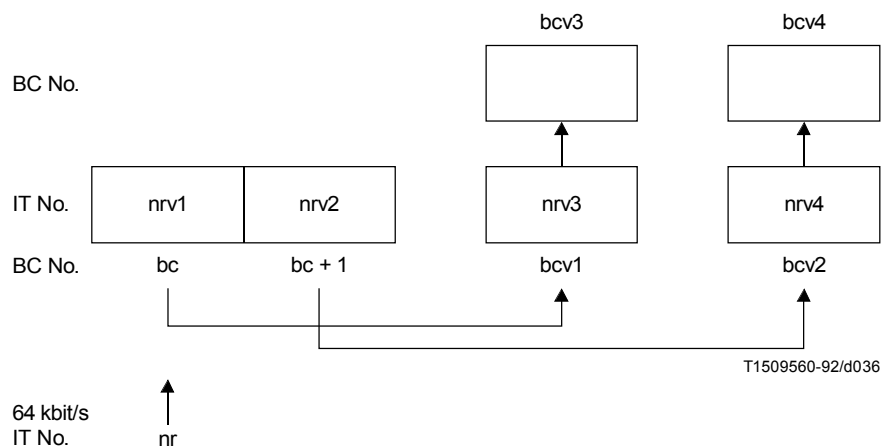 bcv3 bcv4
BC No.
IT No. nrv1 nrv2 nrv3 nrv4
BC No. bc bc + 1 bcv1 bcv2
T1509560-92/d036
64 kbit/s
IT No. nr